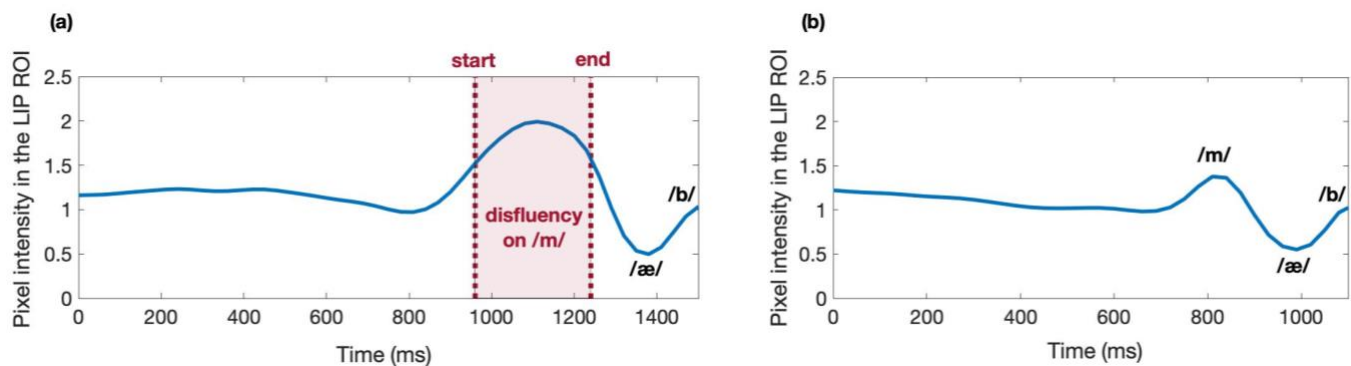 (a)
start
end
Pixel intensity in the LIP ROI
2.5
2
1.5
1
0.5
0
disfluency
on /m/
/b/
/æ/
0 200 400 600 800 1000 1200 1400
Time (ms)
(b)
Pixel intensity in the LIP ROI
2.5
2
1.5
1
0.5
0
/m/
/b/
/æ/
0 200 400 600 800 1000
Time (ms)